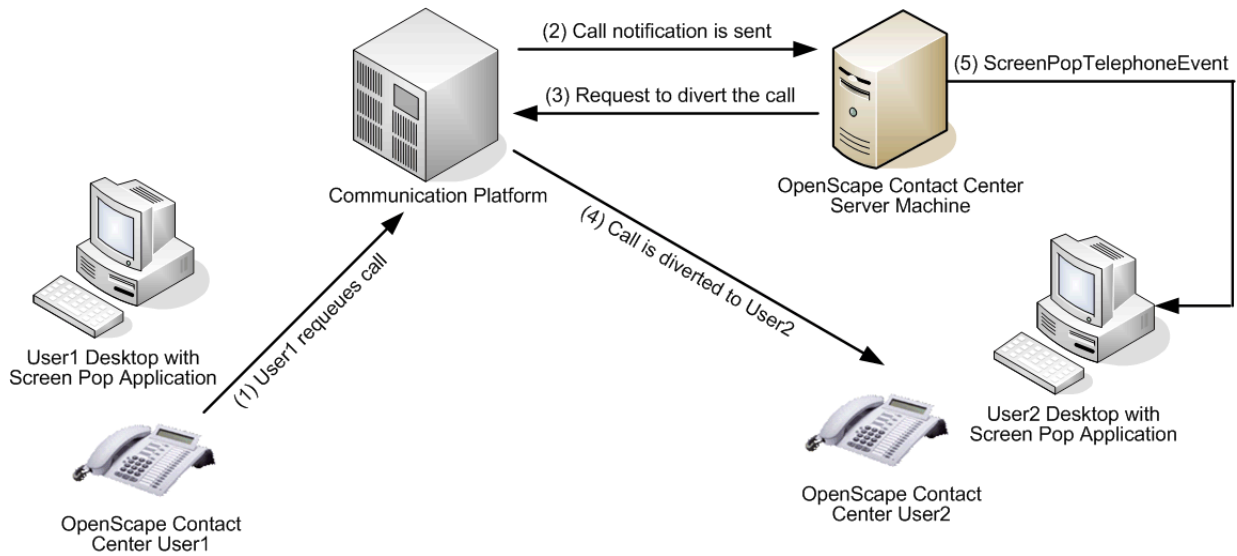 (2) Call notification is sent
(5) ScreenPopTelephoneEvent
(3) Request to divert the call
Communication Platform
OpenScape Contact Center
Server Machine
(4) Call is diverted to User2
(1) User1 requeues call
User1 Desktop with
Screen Pop Application
User2 Desktop with
Screen Pop Application
OpenScape Contact
Center User2
OpenScape Contact
Center User1